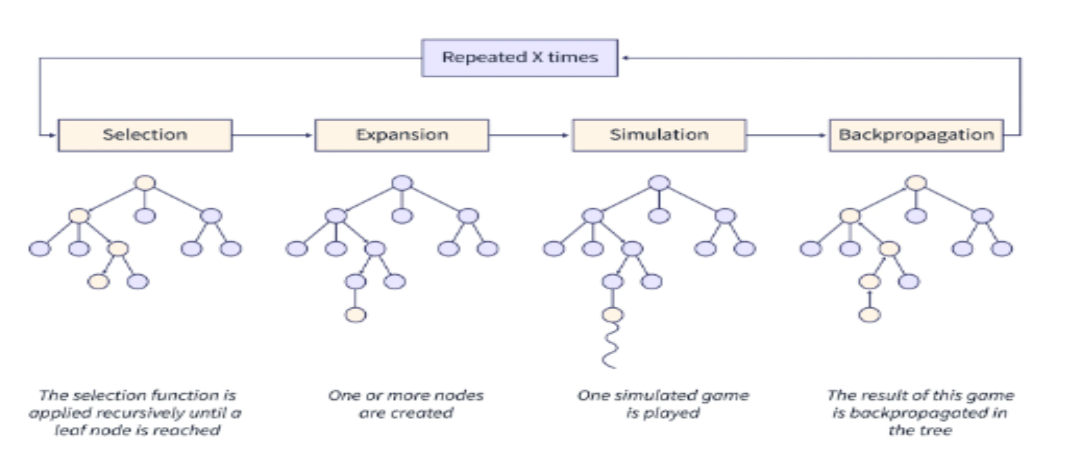 Repeated X times
Selection
Expansion
Simulation
Backpropagation
The selection function is
applied recursively until a
leaf node is reached
One or more nodes
are created
One simulated game
is played
The result of this game
is backpropagated in
the tree